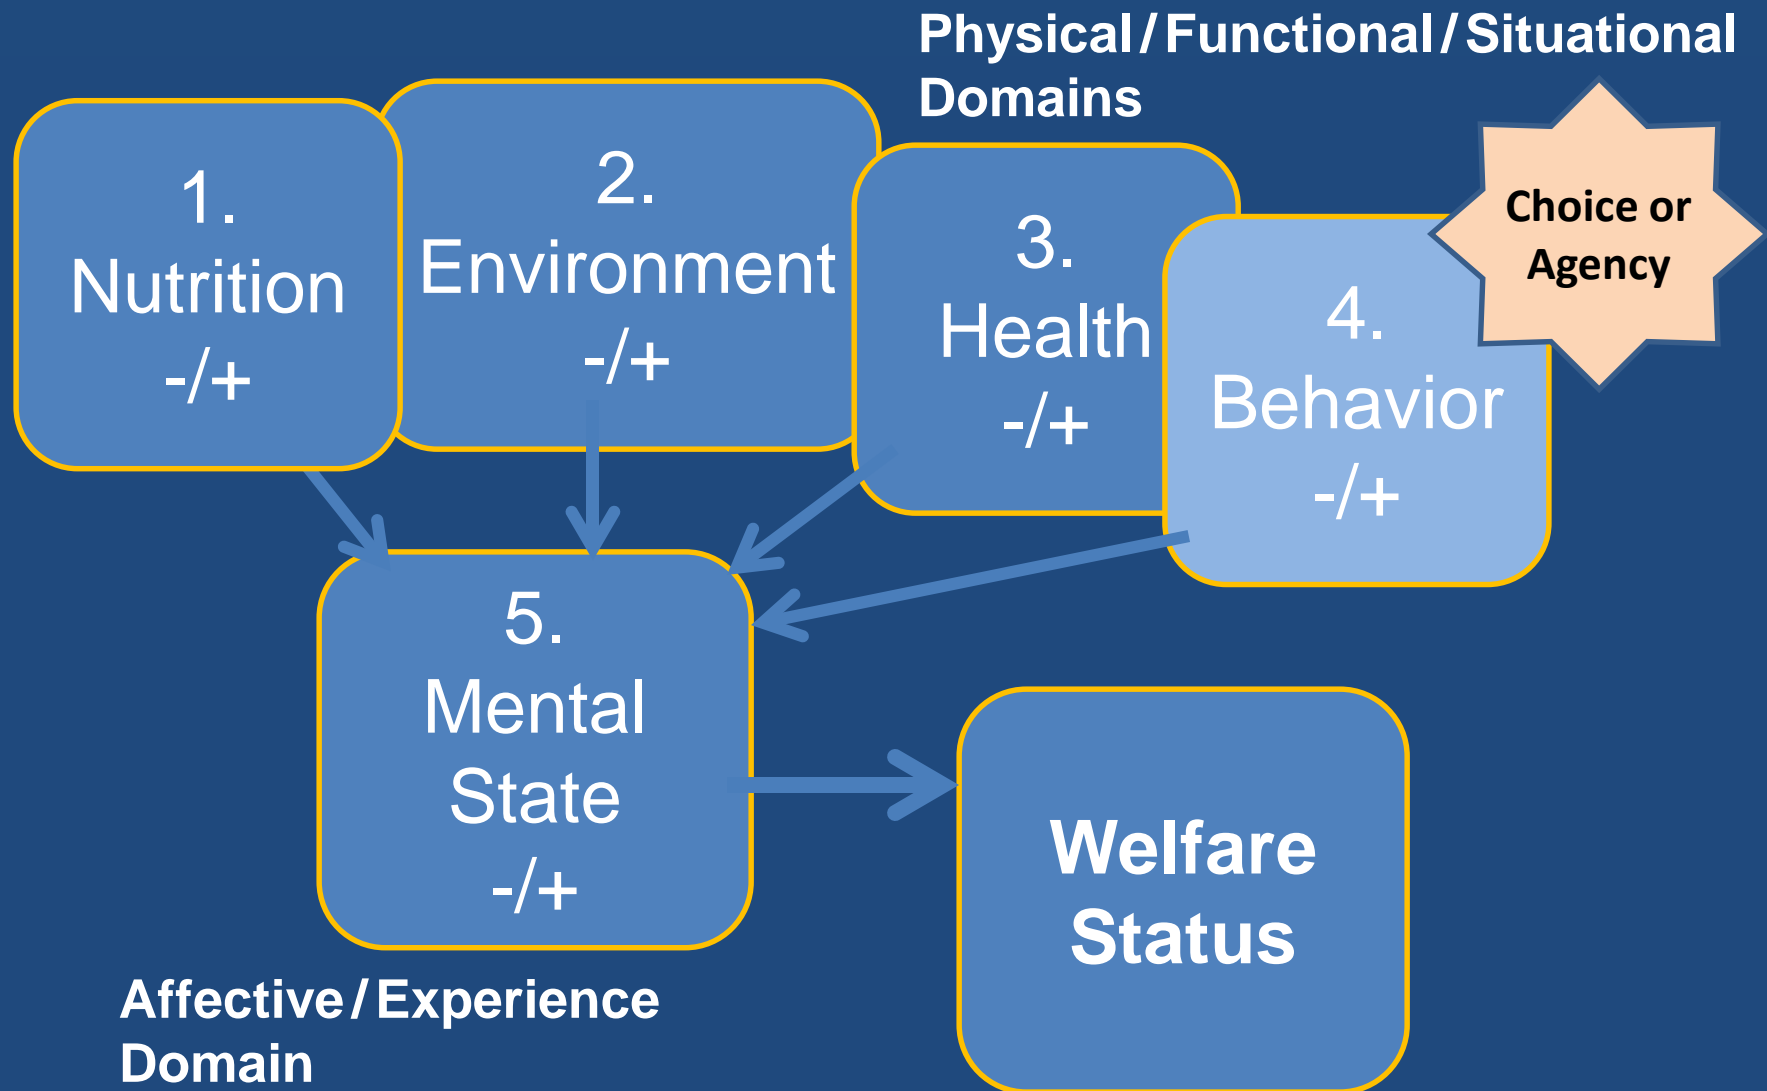 Physical / Functional / Situational
Domains
1.
Nutrition
-/+
2.
Environment
-/+
3.
Health
-/+
4.
Behavior
-/+
Choice or
Agency
5.
Mental
State
-/+
Welfare
Status
Affective / Experience
Domain